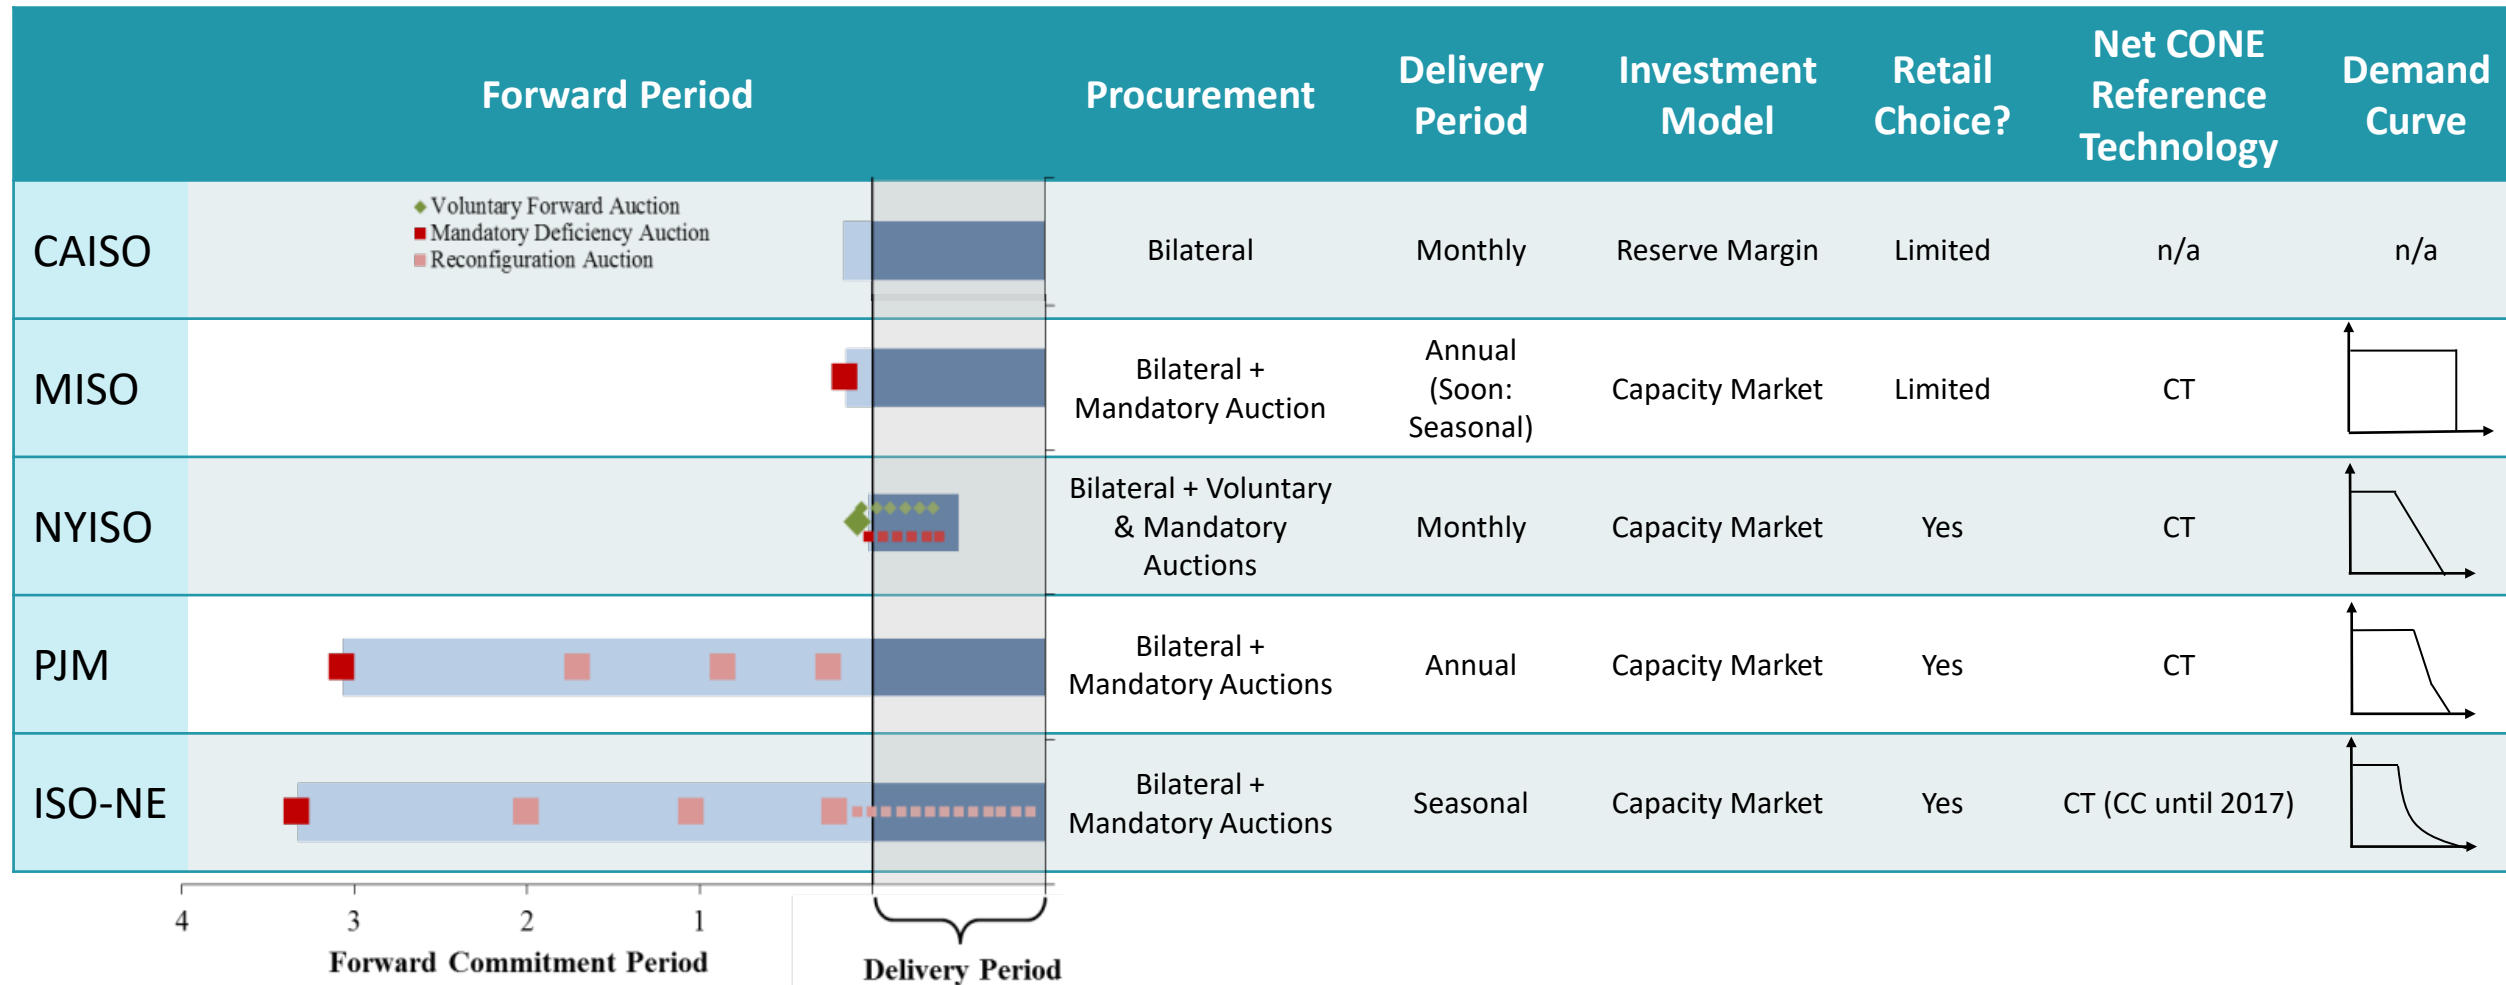 Forward Period
Procurement
Delivery
Period
Investment
Model
Retail
Choice?
Net CONE
Reference
Technology
Demand
Curve
CAISO
Voluntary Forward Auction
Mandatory Deficiency Auction
Reconfiguration Auction
Bilateral
Monthly
Reserve Margin
Limited
n/a
n/a
MISO
Bilateral +
Mandatory Auction
Annual
(Soon:
Seasonal)
Capacity Market
Limited
CT
NYISO
Bilateral + Voluntary
& Mandatory
Auctions
Monthly
Capacity Market
Yes
CT
PJM
Bilateral +
Mandatory Auctions
Annual
Capacity Market
Yes
CT
ISO-NE
Bilateral +
Mandatory Auctions
Seasonal
Capacity Market
Yes
CT (CC until 2017)
4 3 2 1
Forward Commitment Period
Delivery Period